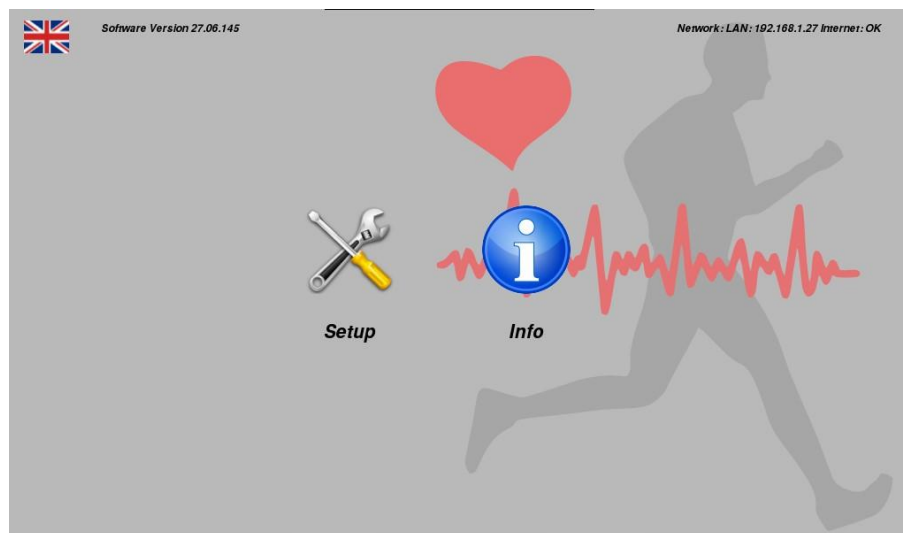 Software Version 27.06.145
Network: LAN: 192.168.1.27 Internet: OK
Setup
Info